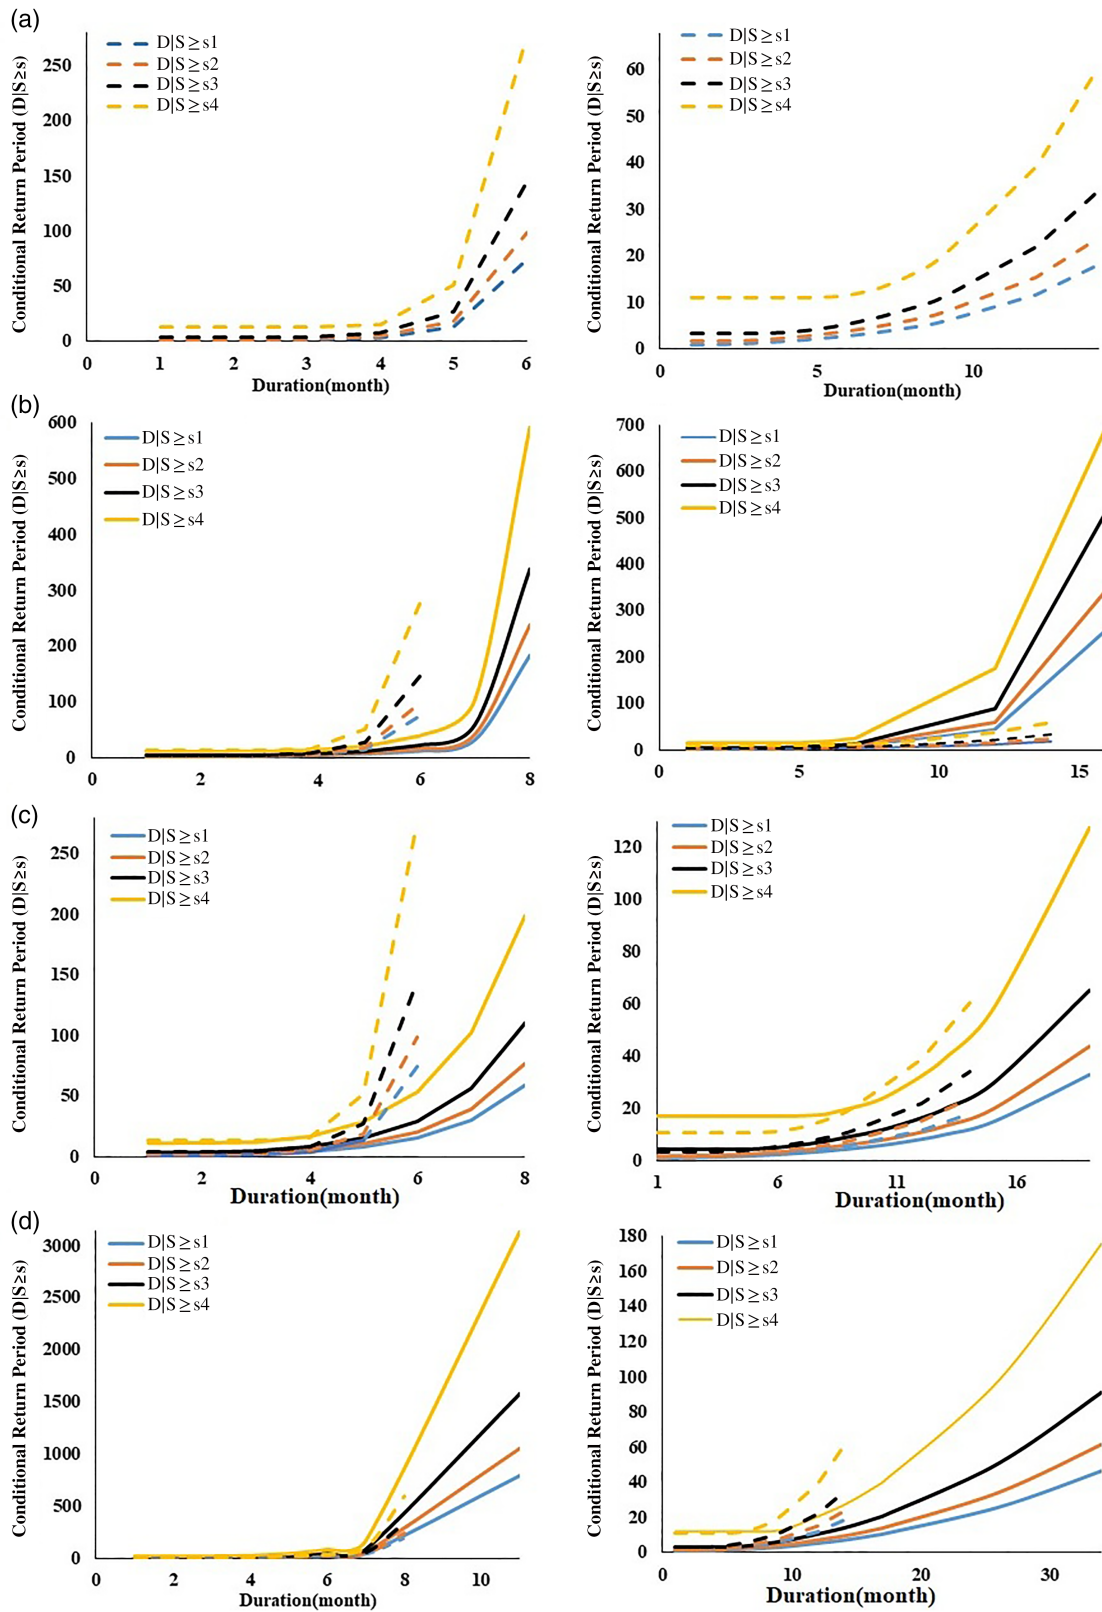 (a)
Conditional Return Period (D|S≥s)
250
200
150
100
50
0
D|S≥s1
D|S≥s2
D|S≥s3
D|S≥s4
0 1 2 3 4 5 6
Duration(month)
Conditional Return Period (D|S≥s)
60
50
40
30
20
10
0
D|S≥s1
D|S≥s2
D|S≥s3
D|S≥s4
5 10
Duration(month)
(b)
Conditional Return Period (D|S≥s)
600
500
400
300
200
100
0
D|S≥s1
D|S≥s2
D|S≥s3
D|S≥s4
0 2 4 6 8
Conditional Return Period (D|S≥s)
700
600
500
400
300
200
100
0
D|S≥s1
D|S≥s2
D|S≥s3
D|S≥s4
0 5 10 15
(c)
Conditional Return Period (D|S≥s)
250
200
150
100
50
0
D|S≥s1
D|S≥s2
D|S≥s3
D|S≥s4
0 2 4 6 8
Duration(month)
Conditional Return Period (D|S≥s)
120
100
80
60
40
20
0
D|S≥s1
D|S≥s2
D|S≥s3
D|S≥s4
1 6 11 16
Duration(month)
(d)
Conditional Return Period (D|S≥s)
3000
2500
2000
1500
1000
500
0
D|S≥s1
D|S≥s2
D|S≥s3
D|S≥s4
0 2 4 6 8 10
Duration(month)
Conditional Return Period (D|S≥s)
180
160
140
120
100
80
60
40
20
0
D|S≥s1
D|S≥s2
D|S≥s3
D|S≥s4
0 10 20 30
Duration(month)